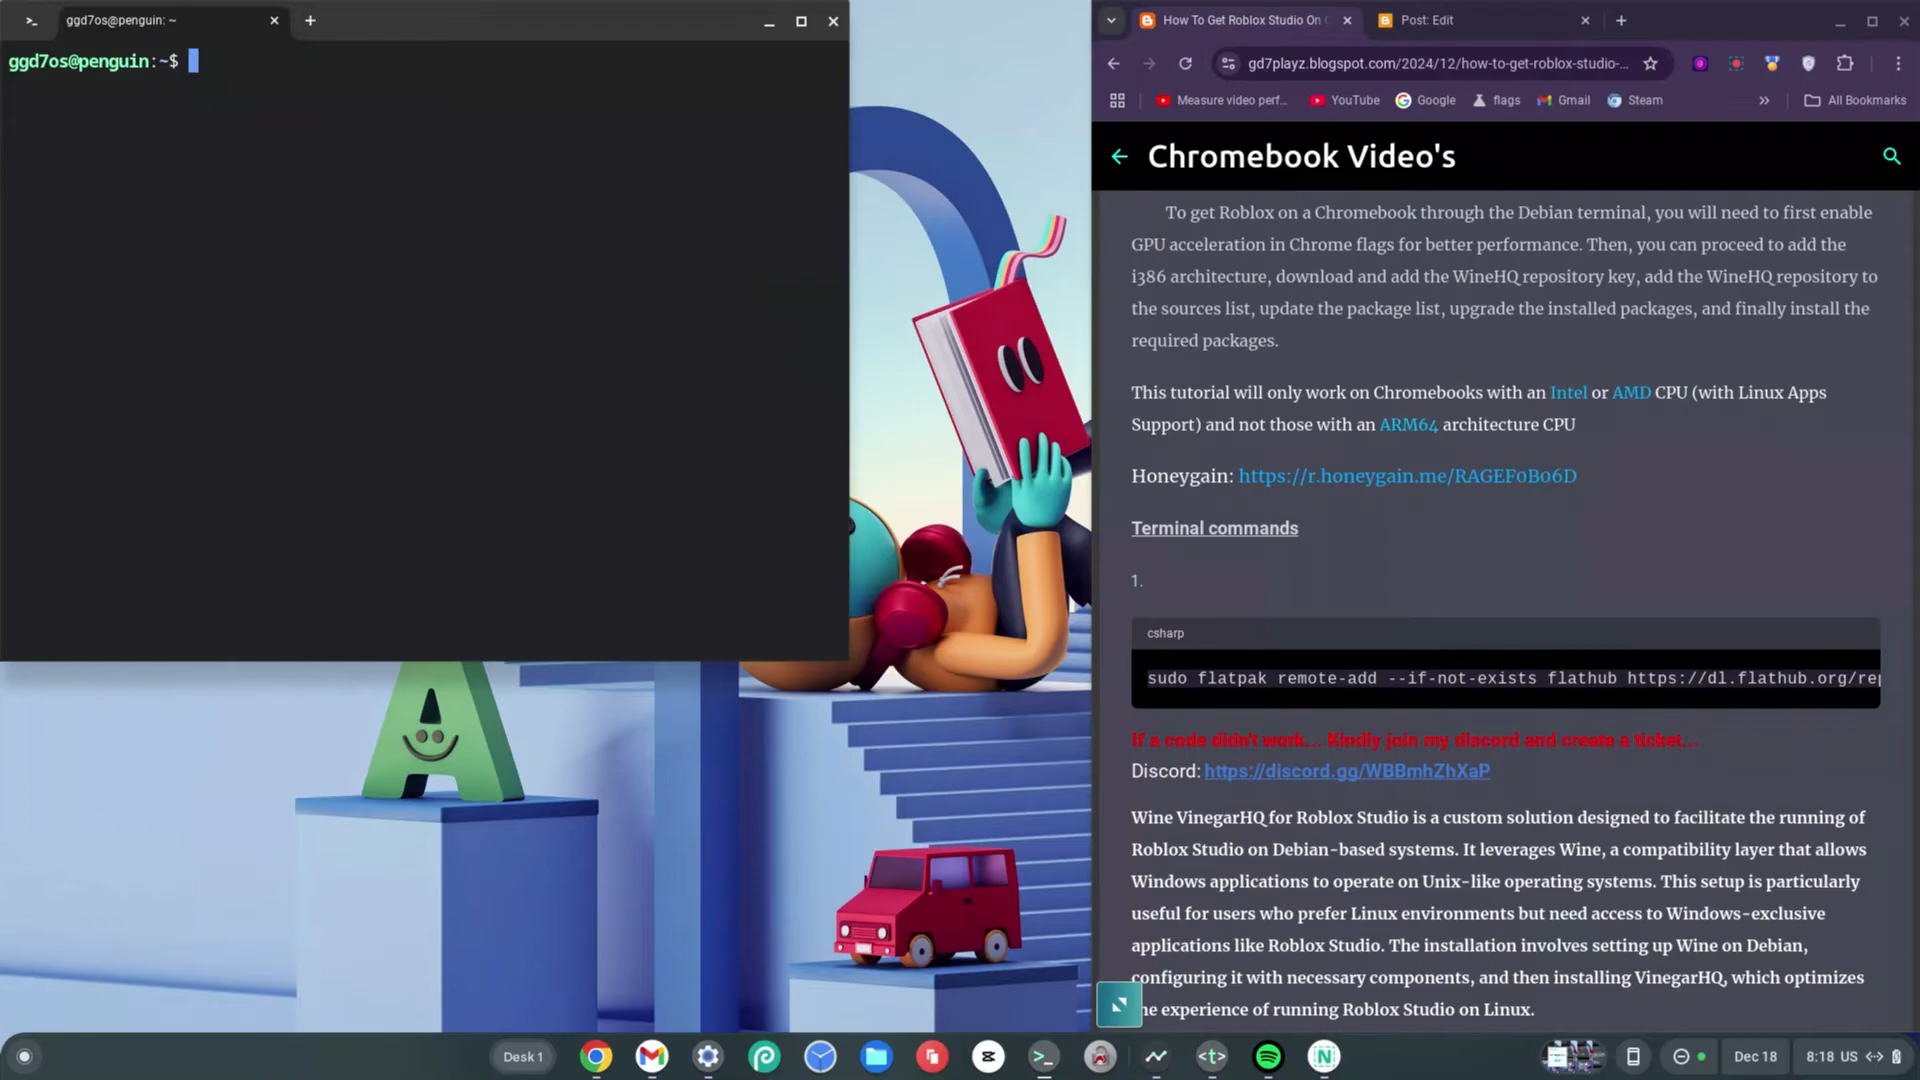 ggd7os@penguin: ~
ggd7os@penguin:~$
How To Get Roblox Studio On
Post: Edit
gd7playz.blogspot.com/2024/12/how-to-get-roblox-studio-...
Measure video perf...
YouTube
Google
flags
Gmail
Steam
All Bookmarks
Chromebook Video's
To get Roblox on a Chromebook through the Debian terminal, you will need to first enable
GPU acceleration in Chrome flags for better performance. Then, you can proceed to add the
i386 architecture, download and add the WineHQ repository key, add the WineHQ repository to
the sources list, update the package list, upgrade the installed packages, and finally install the
required packages.
This tutorial will only work on Chromebooks with an Intel or AMD CPU (with Linux Apps
Support) and not those with an ARM64 architecture CPU
Honeygain: https://r.honeygain.me/RAGEF0B06D
Terminal commands
1.
csharp
sudo flatpak remote-add --if-not-exists flathub https://dl.flathub.org/rep
If a code didn't work... Kindly join my discord and create a ticket...
Discord: https://discord.gg/WBBmhZhXaP
Wine VinegarHQ for Roblox Studio is a custom solution designed to facilitate the running of
Roblox Studio on Debian-based systems. It leverages Wine, a compatibility layer that allows
Windows applications to operate on Unix-like operating systems. This setup is particularly
useful for users who prefer Linux environments but need access to Windows-exclusive
applications like Roblox Studio. The installation involves setting up Wine on Debian,
configuring it with necessary components, and then installing VinegarHQ, which optimizes
he experience of running Roblox Studio on Linux.
Desk 1
Dec 18
8:18 US